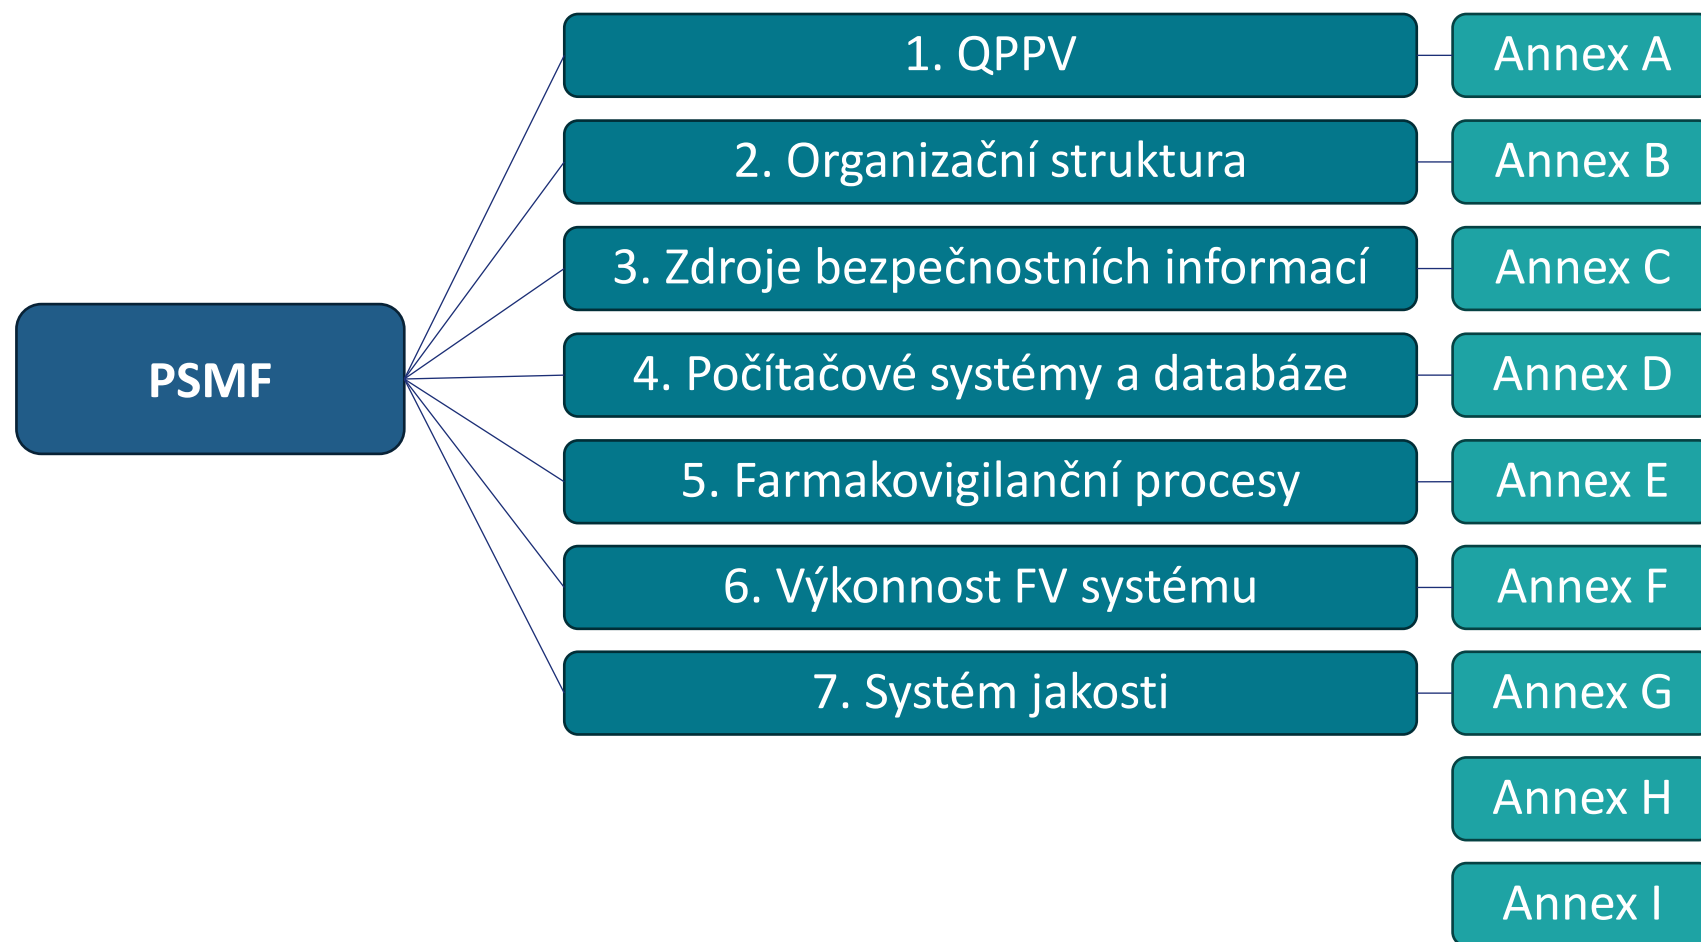 PSMF
1. QPPV
Annex A
2. Organizační struktura
Annex B
3. Zdroje bezpečnostních informací
Annex C
4. Počítačové systémy a databáze
Annex D
5. Farmakovigilanční procesy
Annex E
6. Výkonnost FV systému
Annex F
7. Systém jakosti
Annex G
Annex H
Annex I